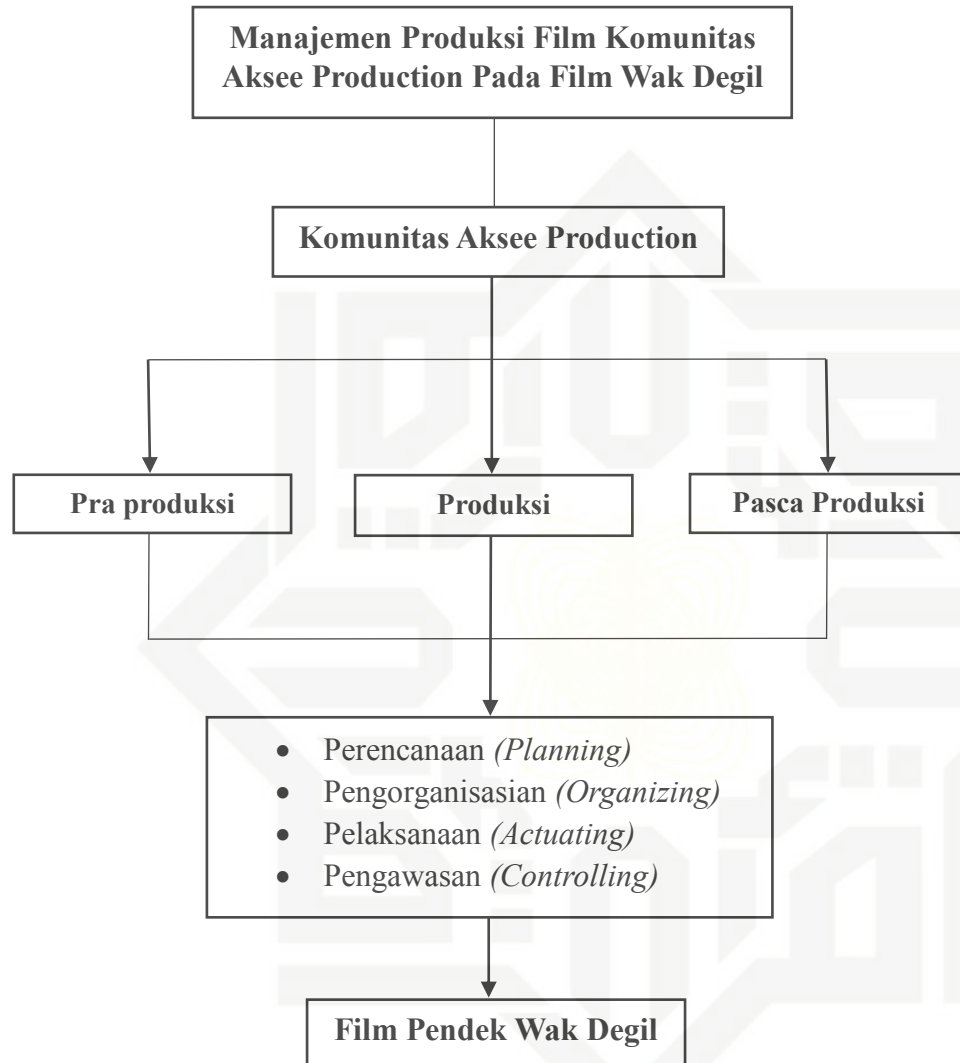 Manajemen Produksi Film Komunitas
Aksee Production Pada Film Wak Degil
Komunitas Aksee Production
Pra produksi
Produksi
Pasca Produksi
• Perencanaan (Planning)
• Pengorganisasian (Organizing)
• Pelaksanaan (Actuating)
• Pengawasan (Controlling)
Film Pendek Wak Degil